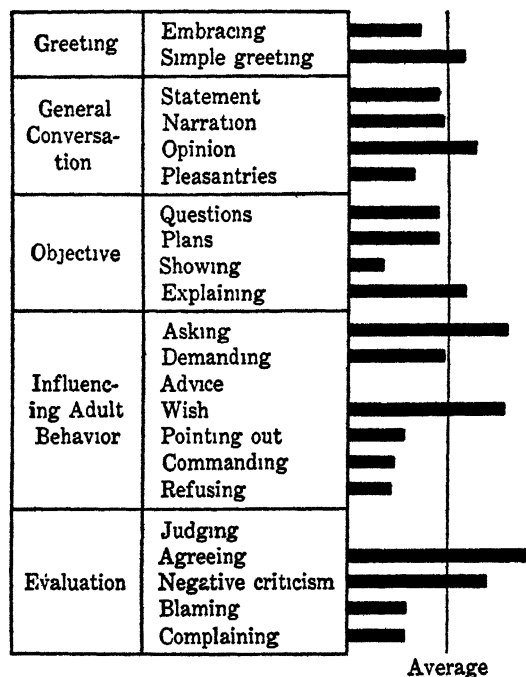 Greeting
Embracing
Simple greeting
General
Conversa-
tion
Statement
Narration
Opinion
Pleasantries
Objective
Questions
Plans
Showing
Explaining
Influenc-
ing Adult
Behavior
Asking
Demanding
Advice
Wish
Pointing out
Commanding
Refusing
Evaluation
Judging
Agreeing
Negative criticism
Blaming
Complaining
Average